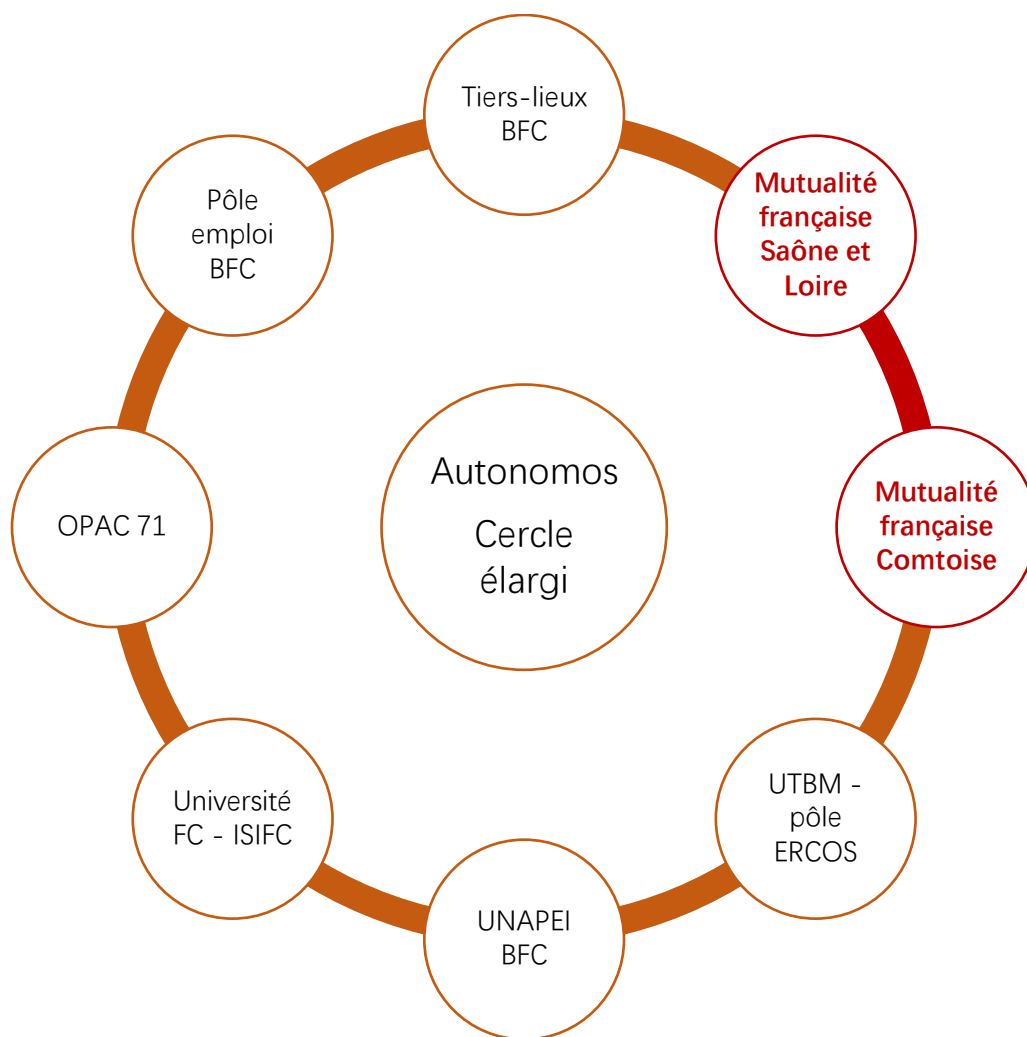 Tiers-lieux
BFC
Mutualité
française
Saône et
Loire
Mutualité
française
Comtoise
UTBM -
pôle
ERCOS
UNAPEI
BFC
Université
FC - ISIFC
OPAC 71
Pôle
emploi
BFC
Autonomos
Cercle
élargi